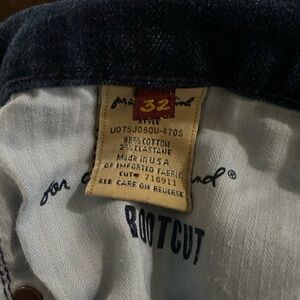 32
STYLE
U075J080U-470S
98% COTTON
2% ELASTANE
MADE IN U.S.A
OF IMPORTED FABRIC
CUT# 716911
SEE CARE ON REVERSE
for
®
BOOTCUT